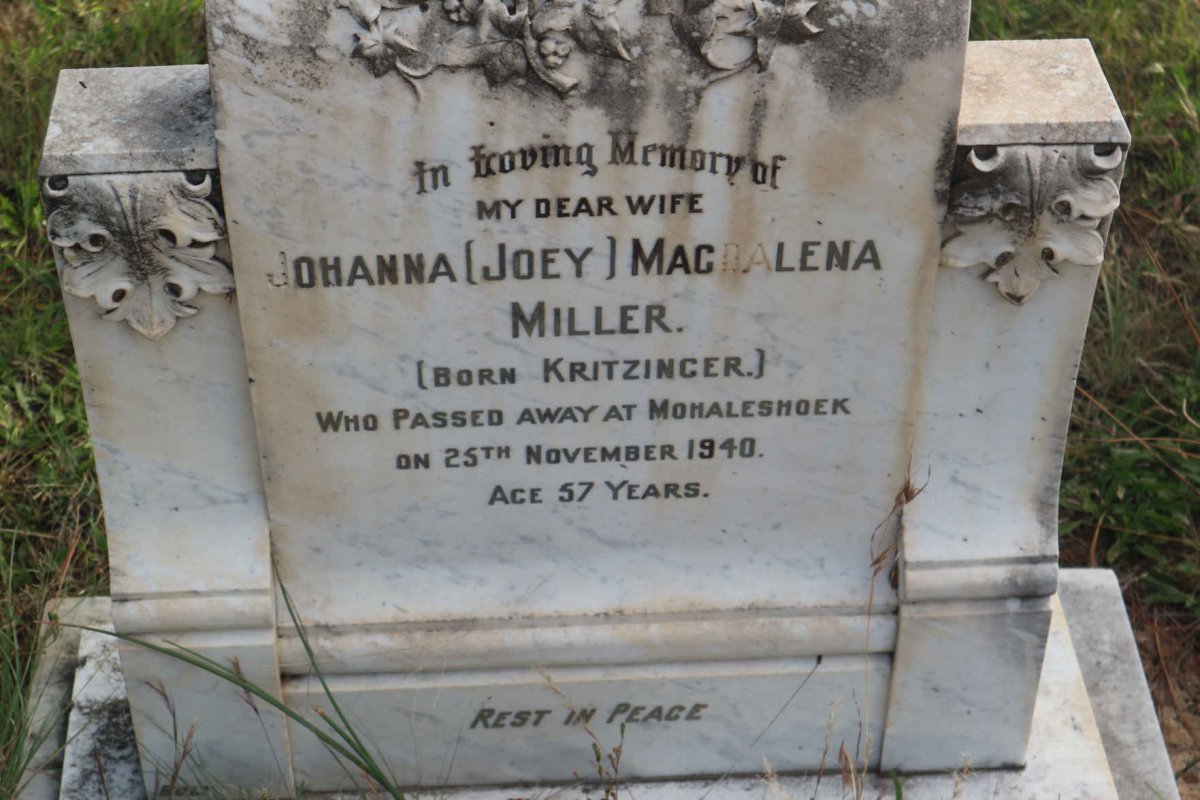 In Loving Memory of
MY DEAR WIFE
JOHANNA (JOEY) MAGDALENA
MILLER.
(BORN KRITZINGER.)
WHO PASSED AWAY AT MOHALESHOEK
ON 25TH NOVEMBER 1940.
AGE 57 YEARS.
REST IN PEACE